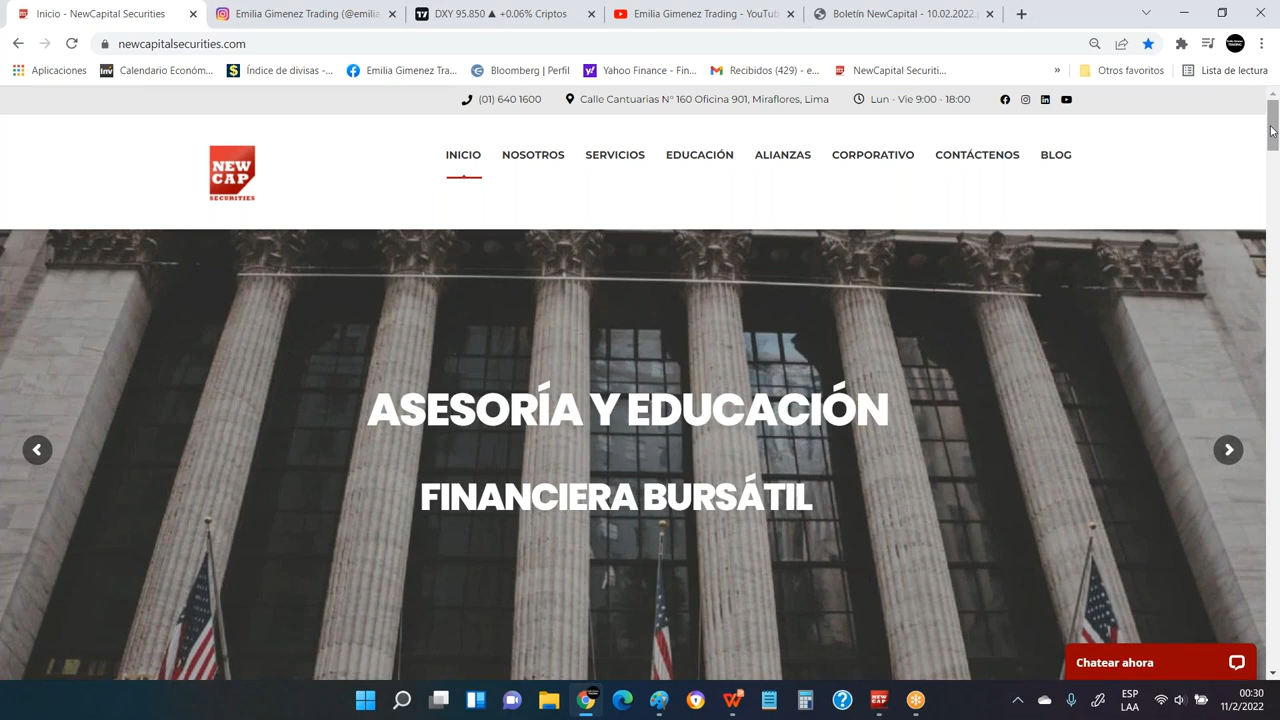 Inicio - NewCapital Securities
Emilia Gimenez Trading (@emilia
DXY 95.850 ▲ +0.06% Criptos
Emilia Gimenez Trading - YouTub
Boletín NewCapital - 10.02.2022.p
newcapitalsecurities.com
Aplicaciones
Calendario Económ...
Índice de divisas -...
Emilia Gimenez Tra...
Bloomberg | Perfil
Yahoo Finance - Fin...
Recibidos (429) - e...
NewCapital Securiti...
»
Otros favoritos
Lista de lectura
(01) 640 1600
Calle Cantuarias N° 160 Oficina 901, Miraflores, Lima
Lun - Vie 9:00 - 18:00
NEW
CAP
SECURITIES
INICIO
NOSOTROS
SERVICIOS
EDUCACIÓN
ALIANZAS
CORPORATIVO
CONTÁCTENOS
BLOG
ASESORÍA Y EDUCACIÓN
FINANCIERA BURSÁTIL
Chatear ahora
ESP
LAA
00:30
11/2/2022